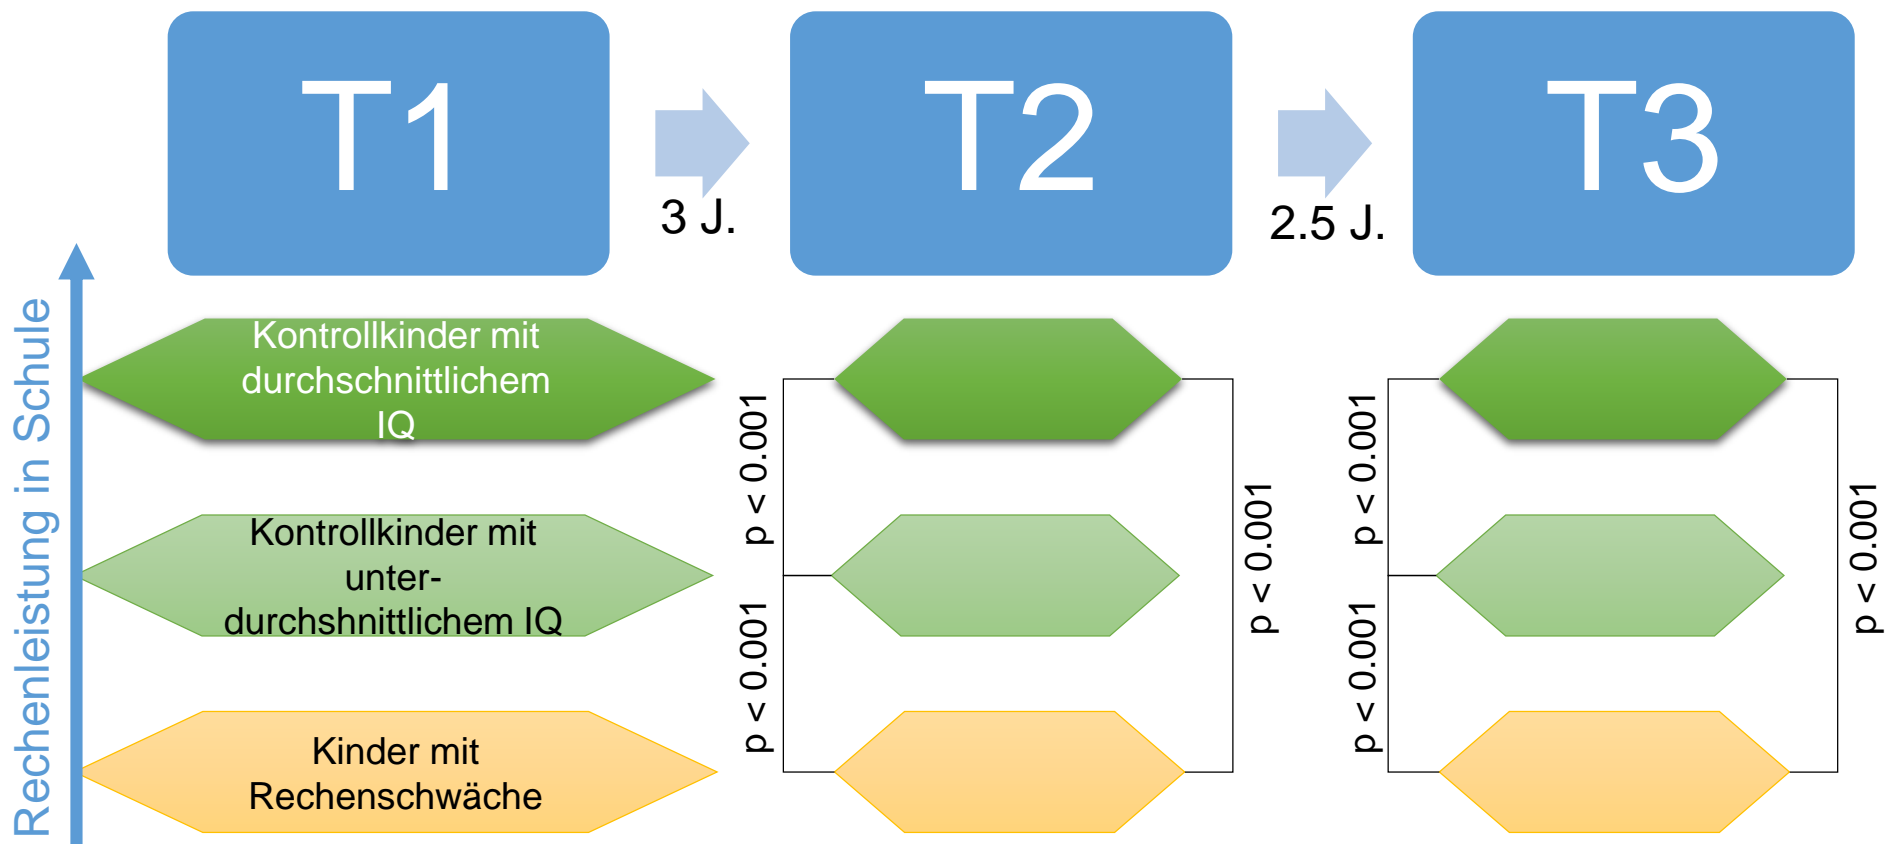 T1
T2
T3
3 J.
2.5 J.
Rechenleistung in Schule
Kontrollkinder mit
durchschnittlichem
IQ
Kontrollkinder mit
unter-
durchshnittlichem IQ
Kinder mit
Rechenschwäche
p < 0.001
p < 0.001
p < 0.001
p < 0.001
p < 0.001
p < 0.001